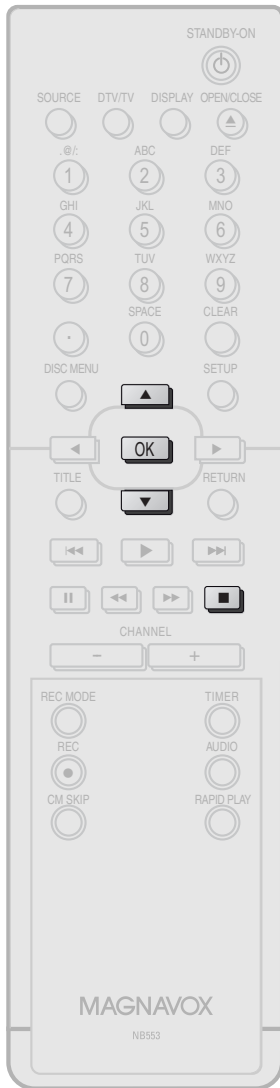 STANDBY-ON
SOURCE DTV/TV DISPLAY OPEN/CLOSE
.@/: ABC DEF
1 2 3
GHI JKL MNO
4 5 6
PQRS TUV WXYZ
7 8 9
SPACE CLEAR
· 0
DISC MENU SETUP
OK
TITLE RETURN
CHANNEL
− +
REC MODE TIMER
REC AUDIO
CM SKIP RAPID PLAY
MAGNAVOX
NB553